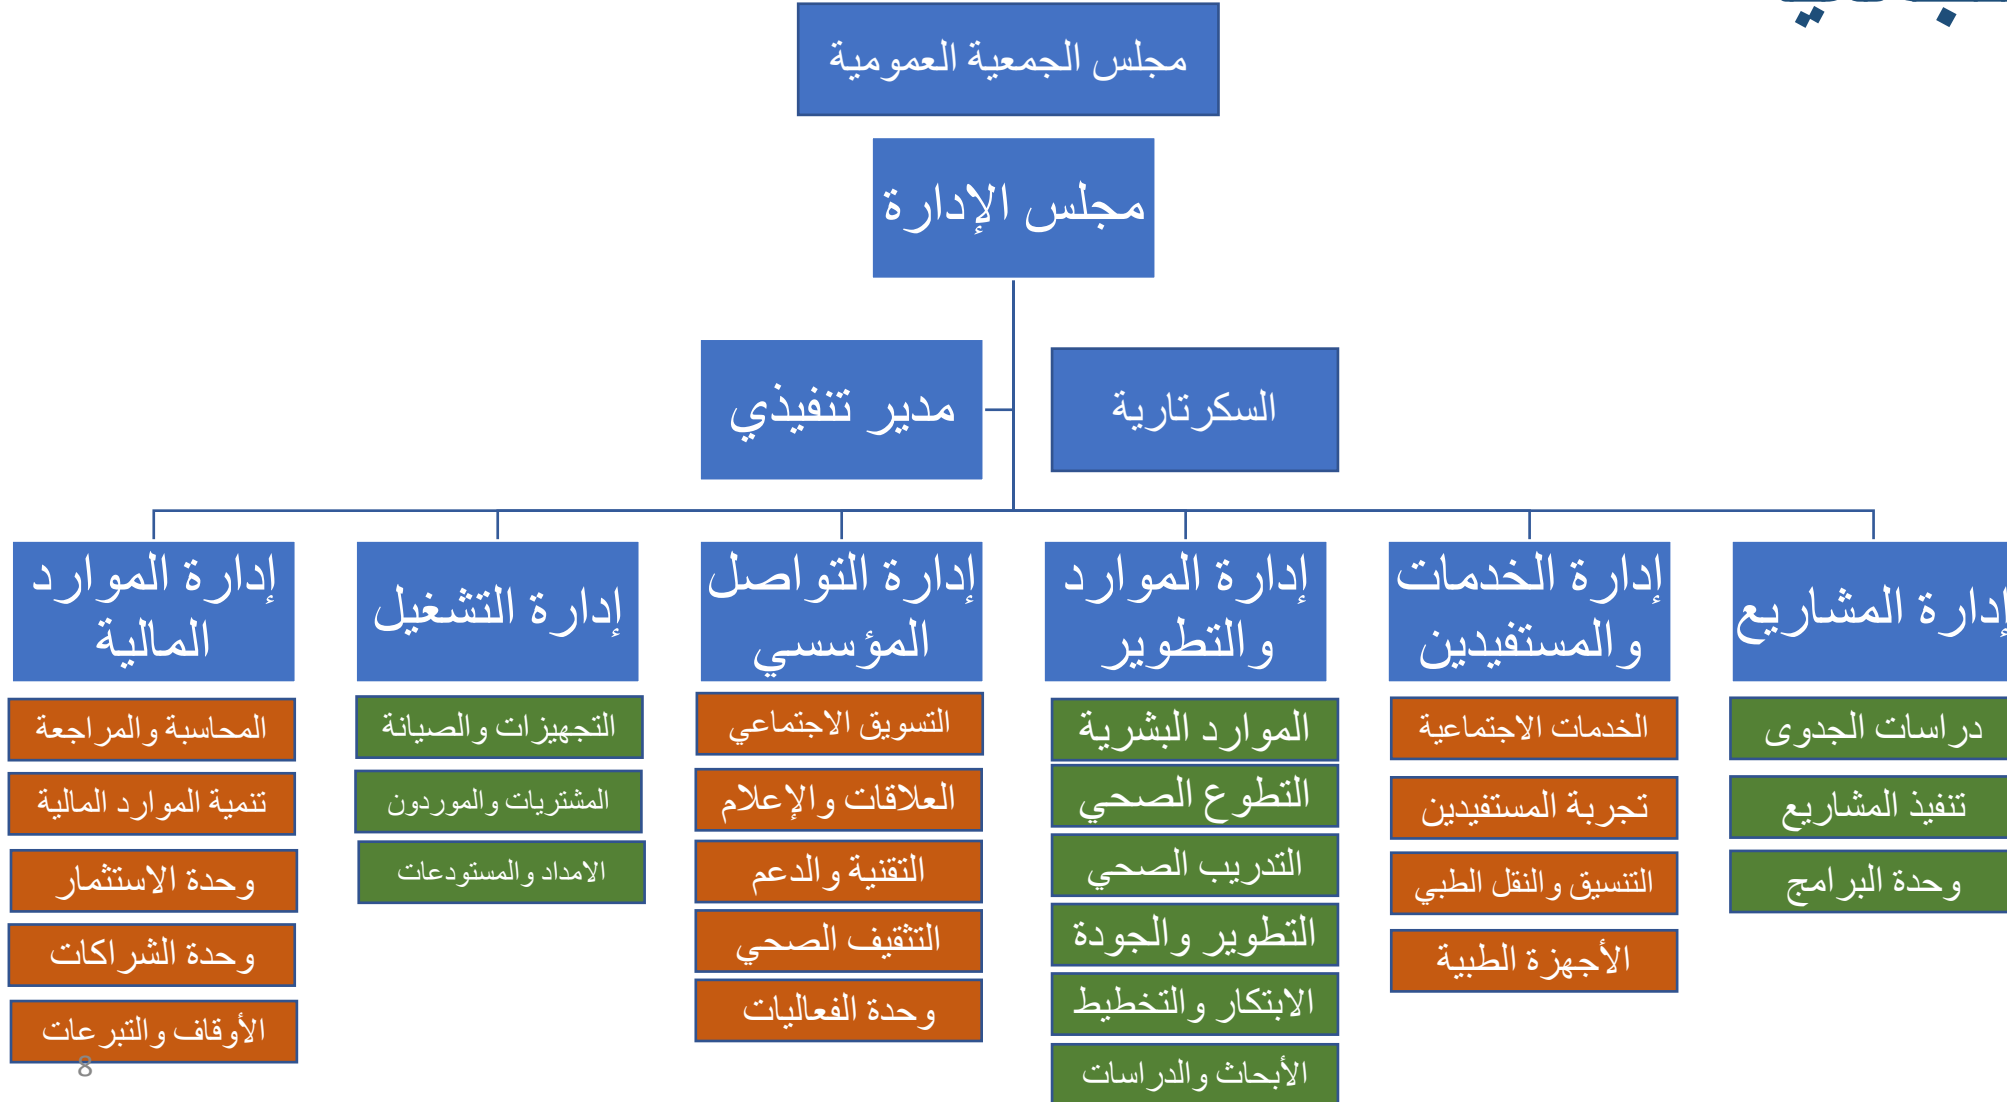 مجلس الجمعية العمومية
مجلس الإدارة
السكرتارية
مدير تنفيذي
إدارة المشاريع
دراسات الجدوى
تنفيذ المشاريع
وحدة البرامج
إدارة الخدمات
والمستفيدين
الخدمات الاجتماعية
تجربة المستفيدين
التنسيق والنقل الطبي
الأجهزة الطبية
إدارة الموارد
والتطوير
الموارد البشرية
التطوع الصحي
التدريب الصحي
التطوير والجودة
الابتكار والتخطيط
الأبحاث والدراسات
إدارة التواصل
المؤسسي
التسويق الاجتماعي
العلاقات والإعلام
التقنية والدعم
التثقيف الصحي
وحدة الفعاليات
إدارة التشغيل
التجهيزات والصيانة
المشتريات والموردون
الامداد والمستودعات
إدارة الموارد
المالية
المحاسبة والمراجعة
تنمية الموارد المالية
وحدة الاستثمار
وحدة الشراكات
الأوقاف والتبرعات
8